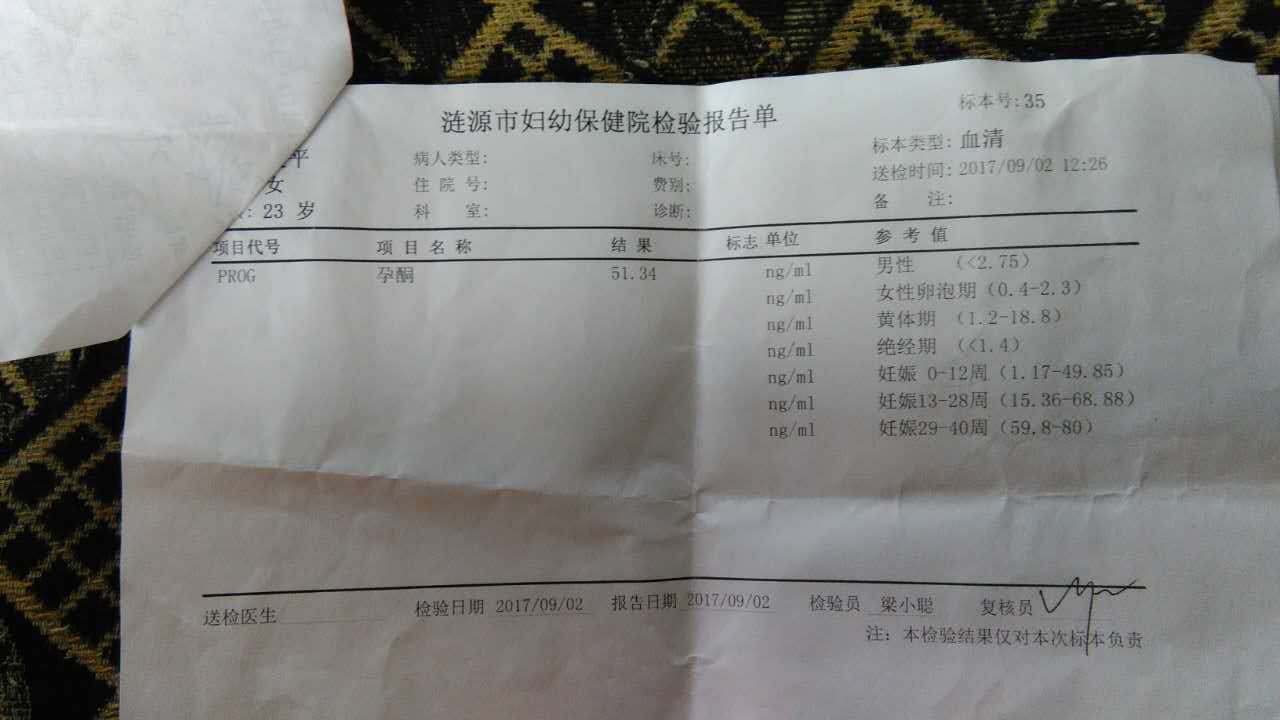 涟源市妇幼保健院检验报告单
标本号:35
平 病人类型: 床号: 标本类型: 血清
女 住 院 号: 费别: 送检时间: 2017/09/02 12:26
: 23 岁 科 室: 诊断: 备 注:
项目代号 项 目 名 称 结 果 标志 单位 参 考 值
PROG 孕酮 51.34 ng/ml 男性 (<2.75)
ng/ml 女性卵泡期(0.4-2.3)
ng/ml 黄体期 (1.2-18.8)
ng/ml 绝经期 (<1.4)
ng/ml 妊娠 0-12周(1.17-49.85)
ng/ml 妊娠13-28周(15.36-68.88)
ng/ml 妊娠29-40周(59,8-80)
送检医生 检验日期 2017/09/02 报告日期 2017/09/02 检验员 梁小聪 复核员
注: 本检验结果仅对本次标本负责